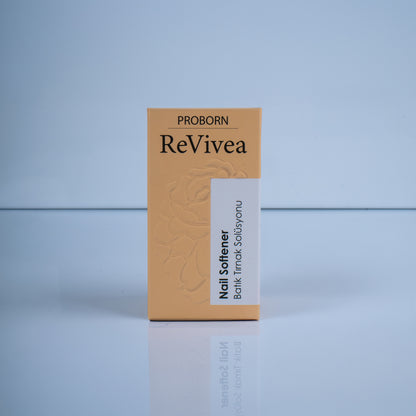 PROBORN
ReVivea
Nail Softener
Batık Tırnak Solüsyonu